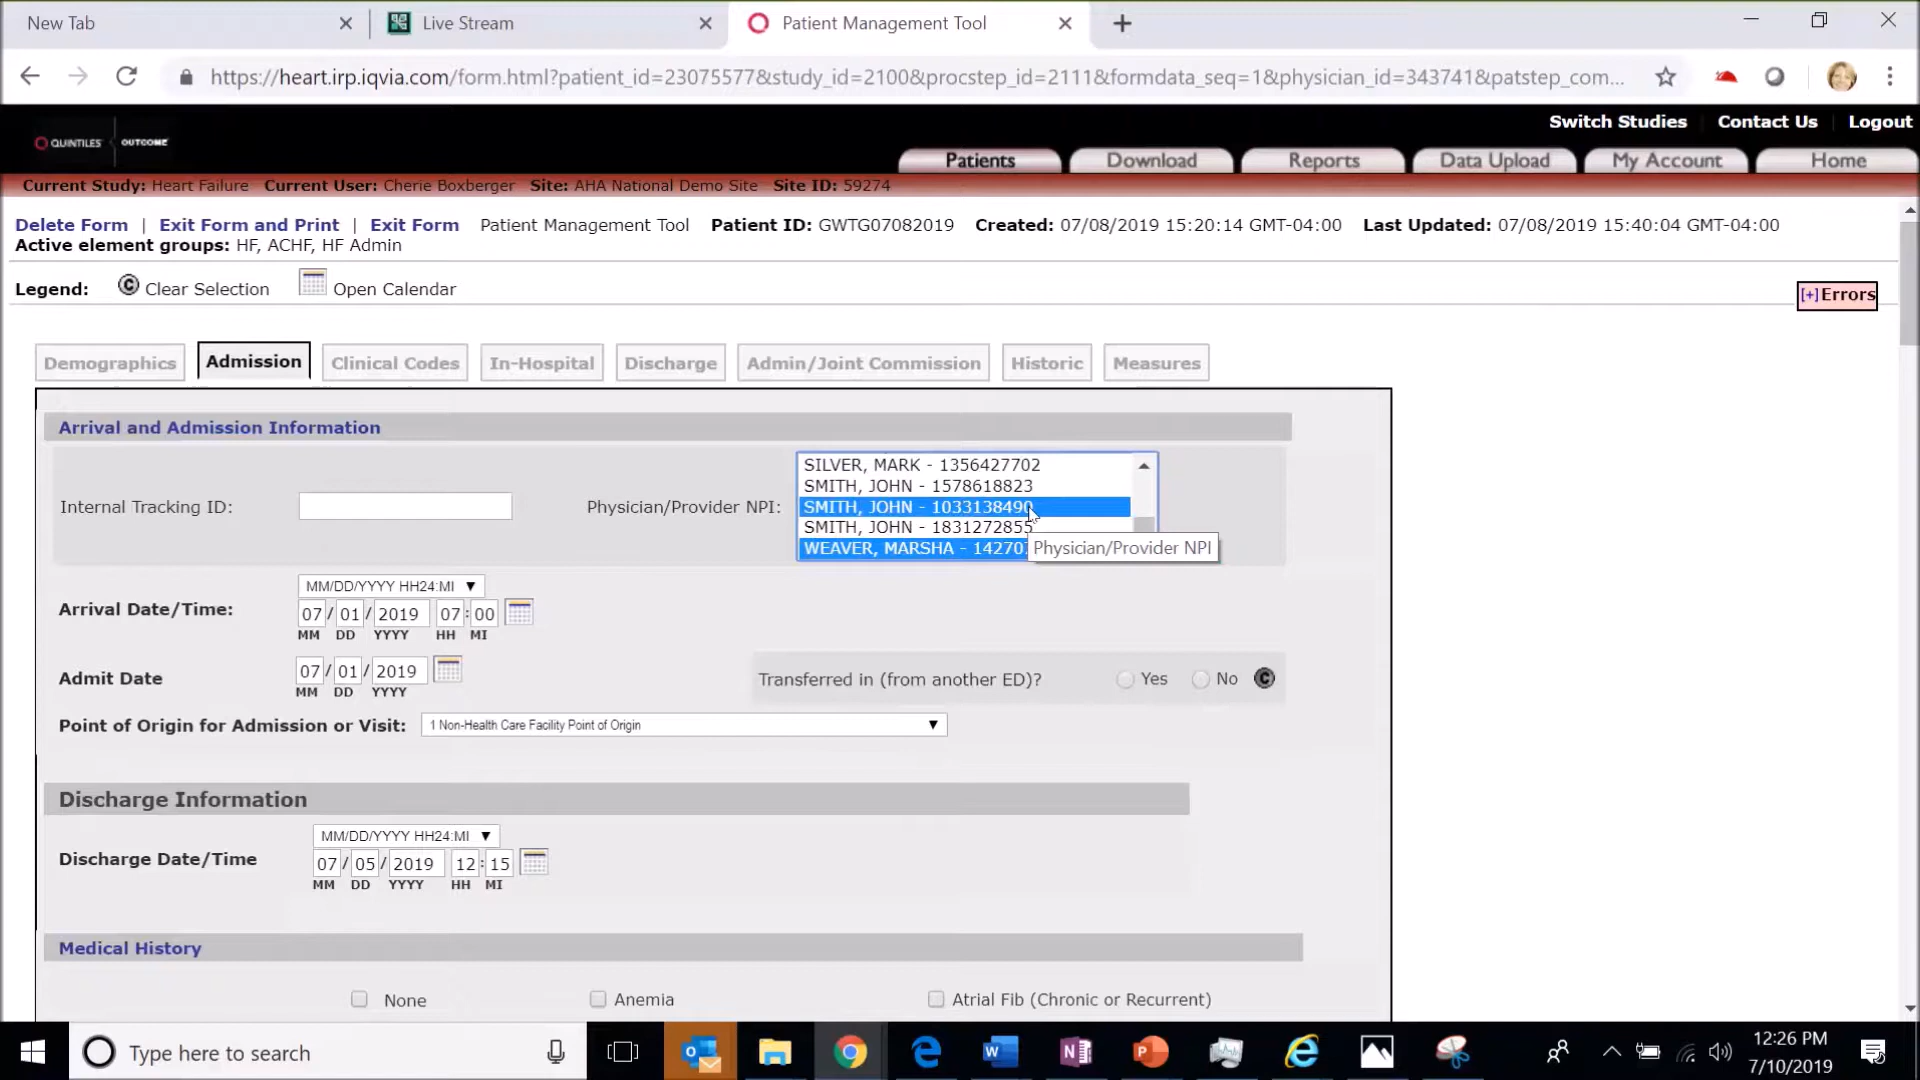 New Tab
Live Stream
Patient Management Tool
https://heart.irp.iqvia.com/form.html?patient_id=23075577&study_id=2100&procstep_id=2111&formdata_seq=1&physician_id=343741&patstep_com...
Switch Studies Contact Us Logout
QUINTILES OUTCOME
Patients Download Reports Data Upload My Account Home
Current Study: Heart Failure Current User: Cherie Boxberger Site: AHA National Demo Site Site ID: 59274
Delete Form | Exit Form and Print | Exit Form Patient Management Tool Patient ID: GWTG07082019 Created: 07/08/2019 15:20:14 GMT-04:00 Last Updated: 07/08/2019 15:40:04 GMT-04:00
Active element groups: HF, ACHF, HF Admin
Legend: Clear Selection Open Calendar
[+]Errors
Demographics Admission Clinical Codes In-Hospital Discharge Admin/Joint Commission Historic Measures
Arrival and Admission Information
SILVER, MARK - 1356427702
SMITH, JOHN - 1578618823
Internal Tracking ID: Physician/Provider NPI: SMITH, JOHN - 1033138490
SMITH, JOHN - 1831272855
WEAVER, MARSHA - 14270
Physician/Provider NPI
MM/DD/YYYY HH24:MI
Arrival Date/Time: 07/01/2019 07:00
MM DD YYYY HH MI
Admit Date 07/01/2019
MM DD YYYY
Transferred in (from another ED)? Yes No
Point of Origin for Admission or Visit: 1 Non-Health Care Facility Point of Origin
Discharge Information
MM/DD/YYYY HH24:MI
Discharge Date/Time 07/05/2019 12:15
MM DD YYYY HH MI
Medical History
None Anemia Atrial Fib (Chronic or Recurrent)
Type here to search
12:26 PM
7/10/2019